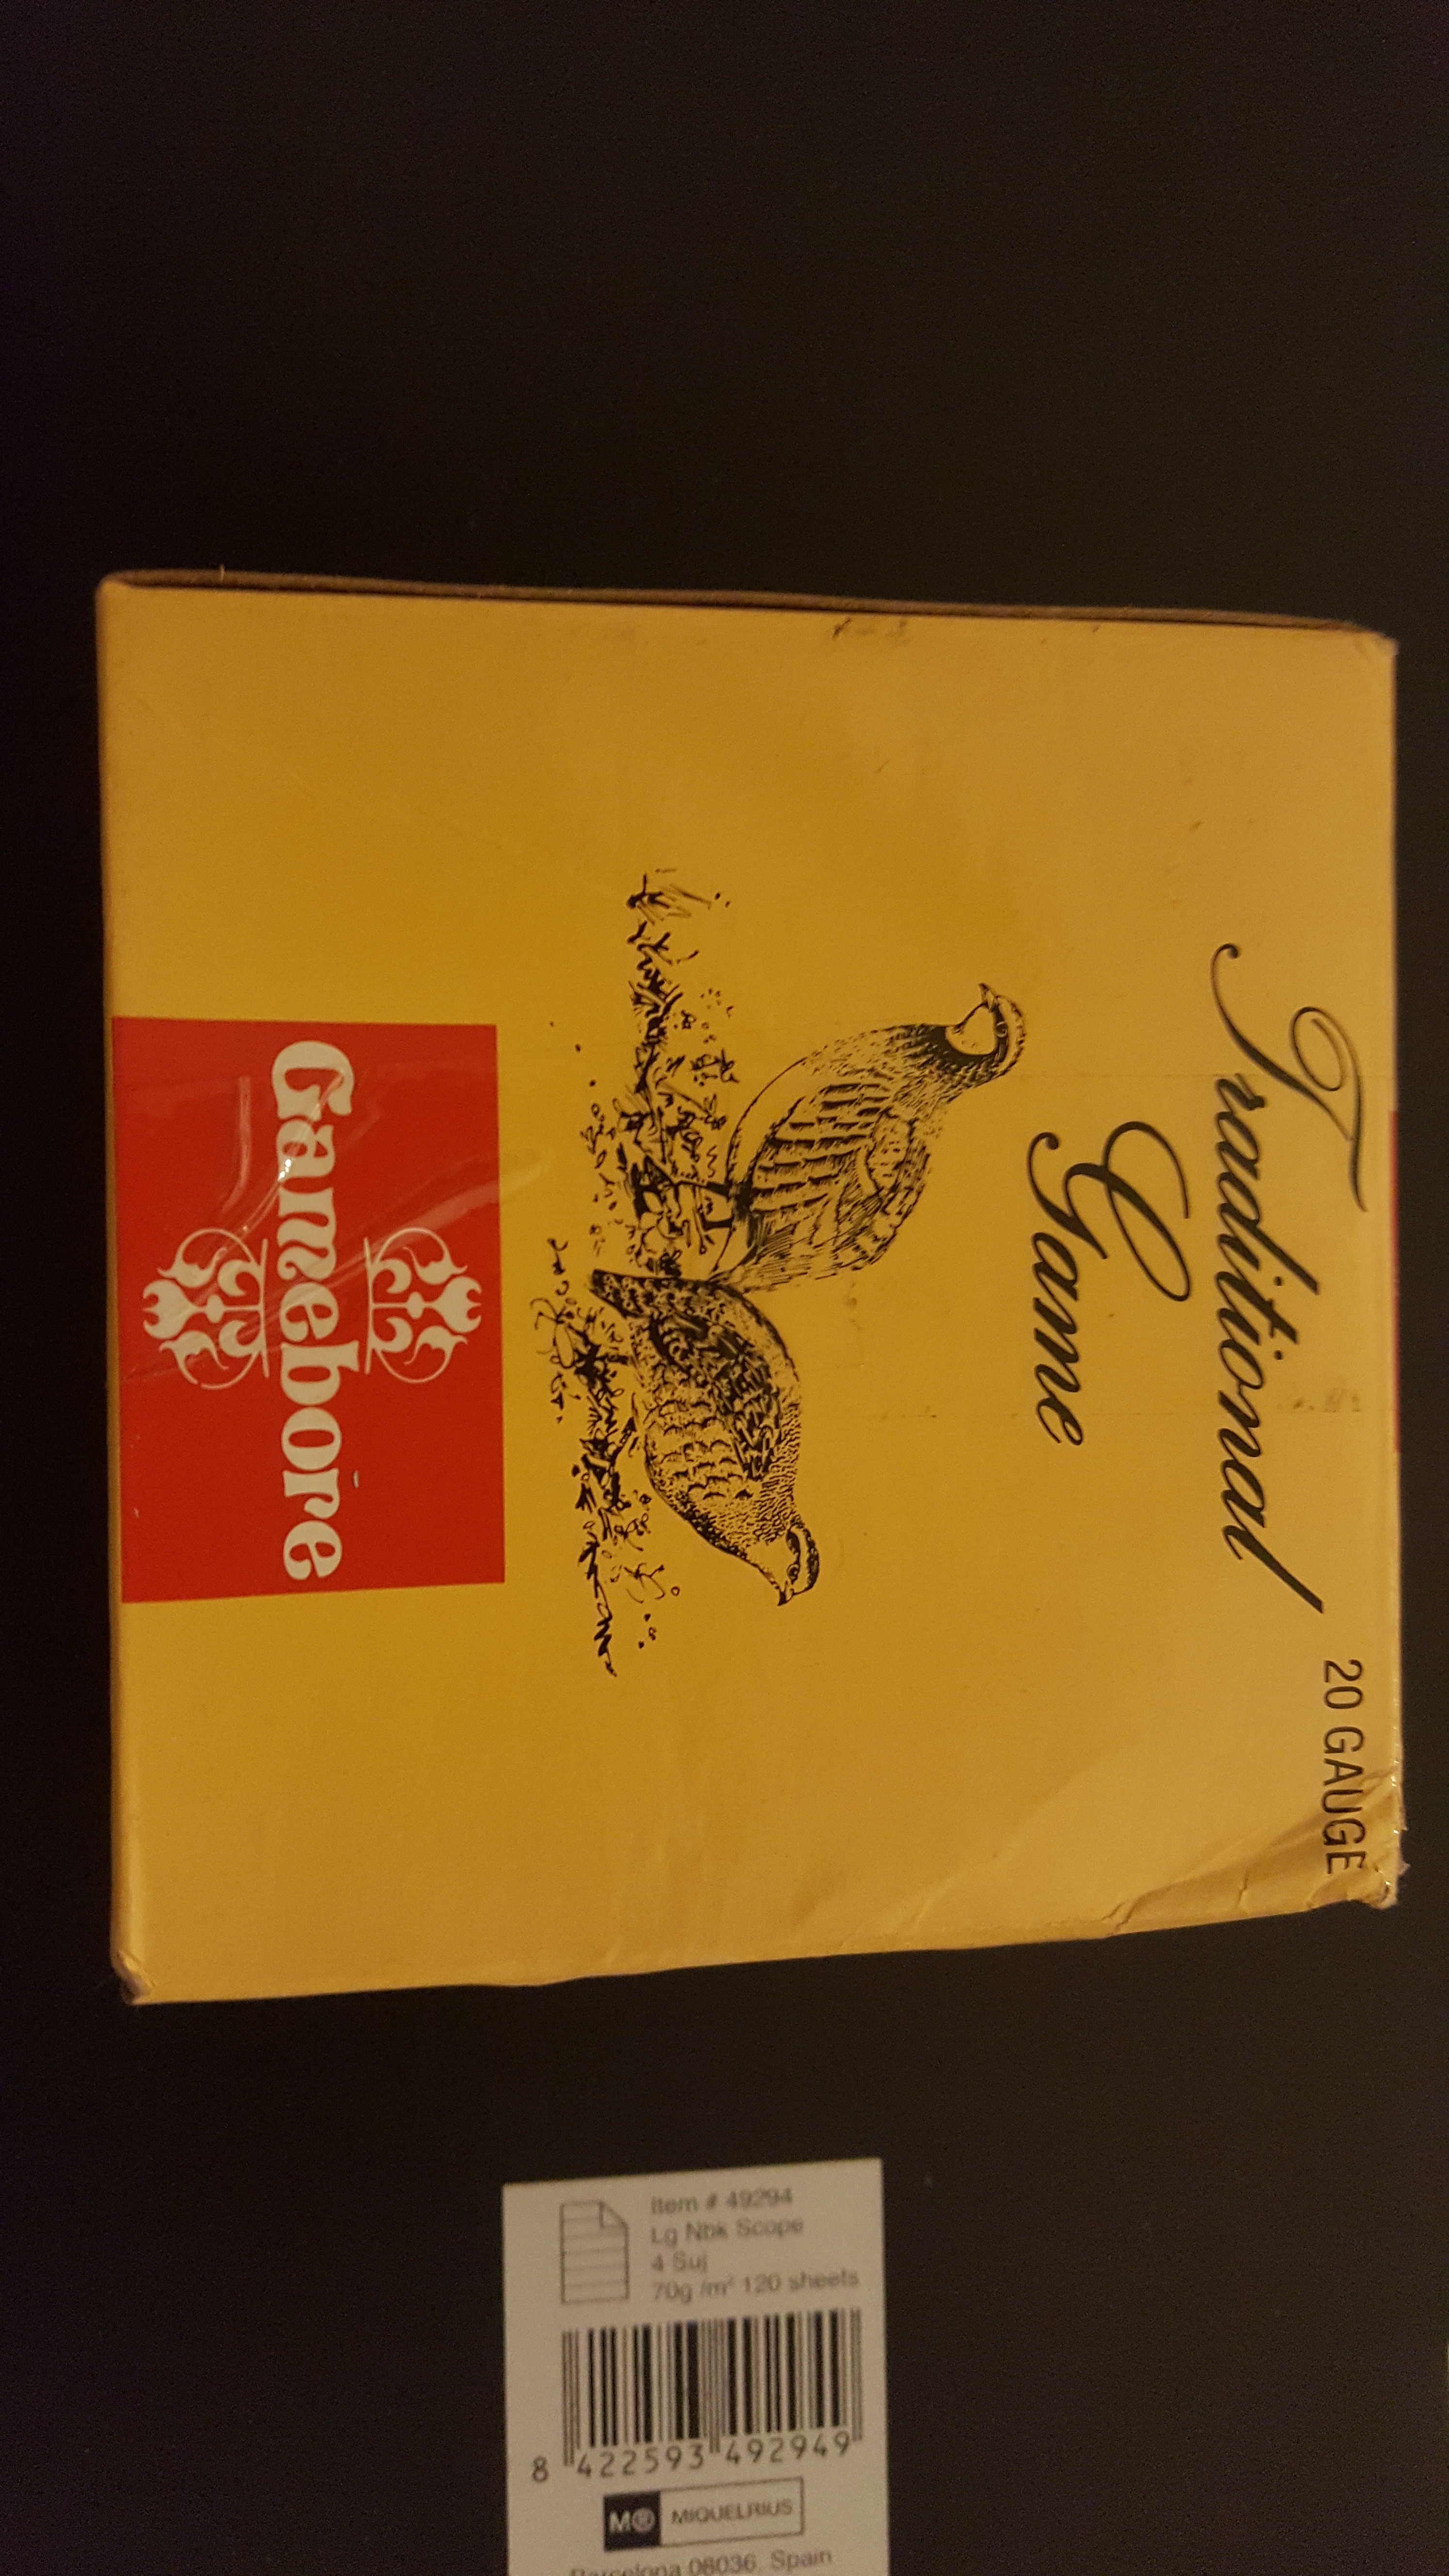 Traditional
Game
20 GAUGE
Gamebore
Item # 49294
Lg Nbk Scope
4 Suj
70g /m² 120 sheets
8 422593 492949
M® MIQUELRIUS
Barcelona 08036. Spain